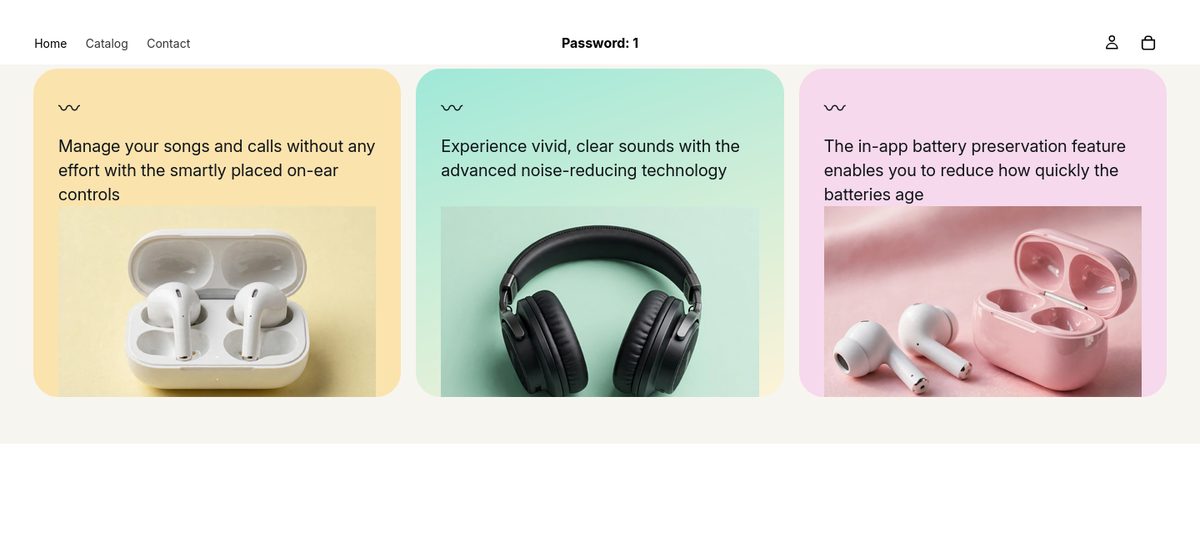 Home Catalog Contact
Password: 1
Manage your songs and calls without any
effort with the smartly placed on-ear
controls
Experience vivid, clear sounds with the
advanced noise-reducing technology
The in-app battery preservation feature
enables you to reduce how quickly the
batteries age